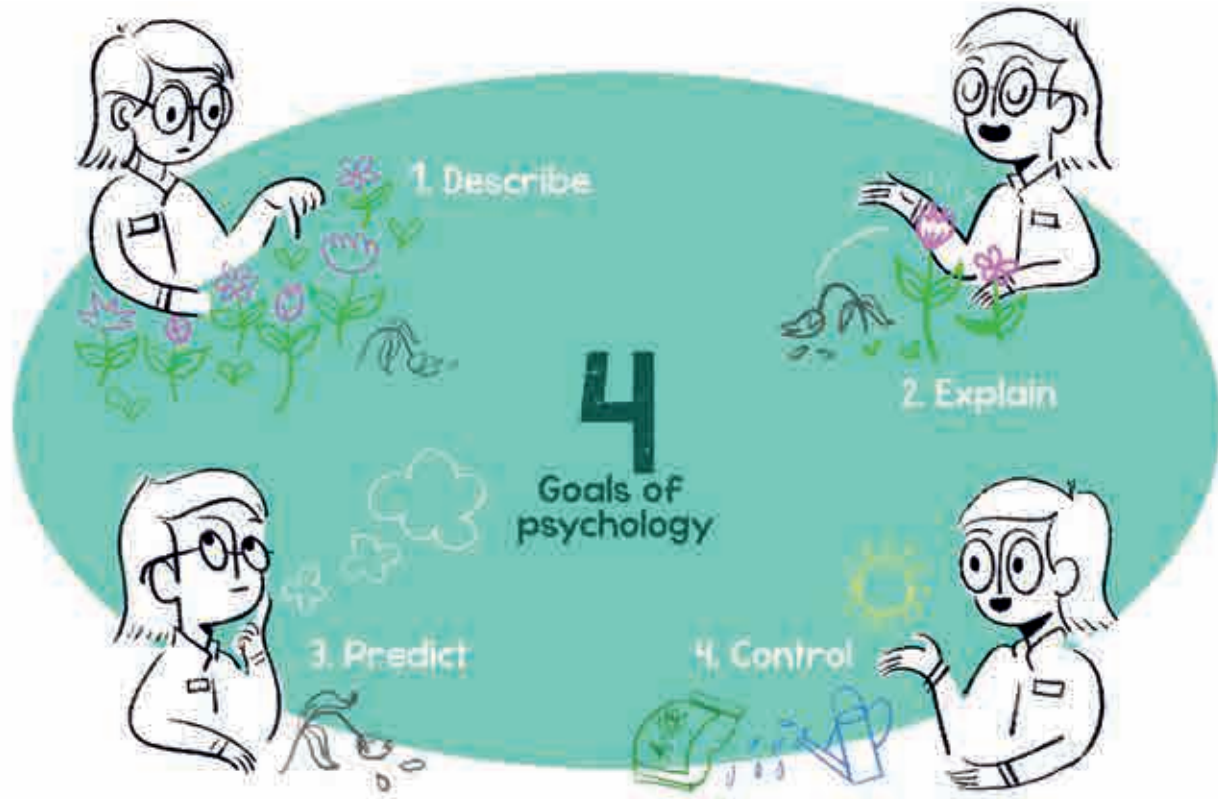 1. Describe
2. Explain
4
Goals of
psychology
3. Predict
4. Control